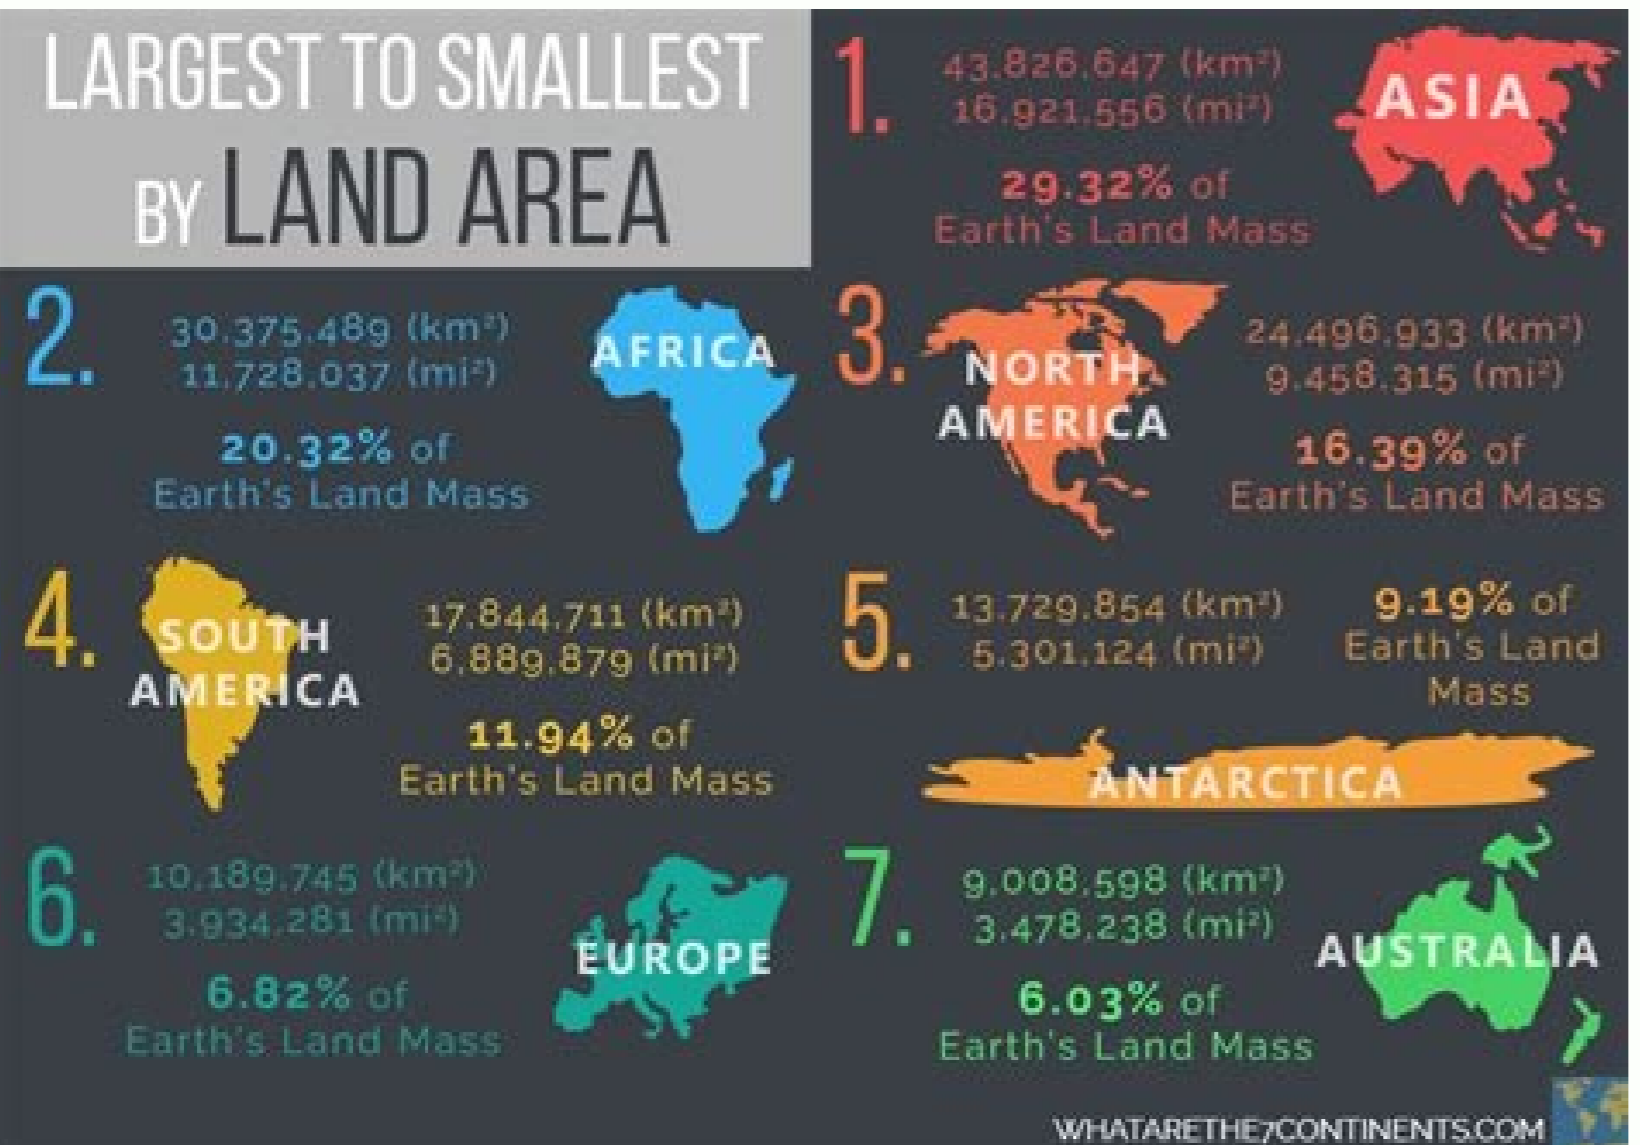 LARGEST TO SMALLEST
BY LAND AREA
1.
43.826.647 (km²)
16.921.556 (mi²)
29.32% of
Earth's Land Mass
ASIA
2.
30.375.489 (km²)
11.728.037 (mi²)
20.32% of
Earth's Land Mass
AFRICA
3.
NORTH
AMERICA
24.496.933 (km²)
9.458.315 (mi²)
16.39% of
Earth's Land Mass
4.
SOUTH
AMERICA
17.844.711 (km²)
6.889.879 (mi²)
11.94% of
Earth's Land Mass
5.
13.729.854 (km²)
5.301.124 (mi²)
9.19% of
Earth's Land
Mass
ANTARCTICA
6.
10.189.745 (km²)
3.934.281 (mi²)
6.82% of
Earth's Land Mass
EUROPE
7.
9.008.598 (km²)
3.478.238 (mi²)
6.03% of
Earth's Land Mass
AUSTRALIA
WHATARETHE7CONTINENTS.COM